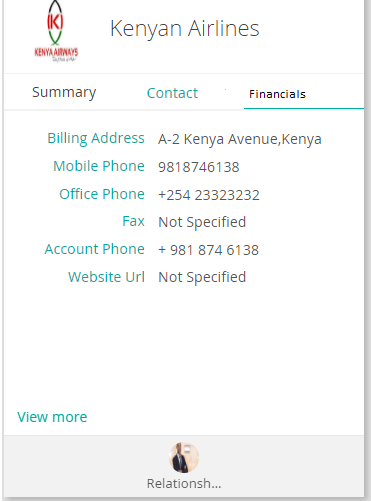 KENYA AIRWAYS
Kenyan Airlines
Summary
Contact
Financials
Billing Address A-2 Kenya Avenue,Kenya
Mobile Phone 9818746138
Office Phone +254 23323232
Fax Not Specified
Account Phone + 981 874 6138
Website Url Not Specified
View more
Relationsh...